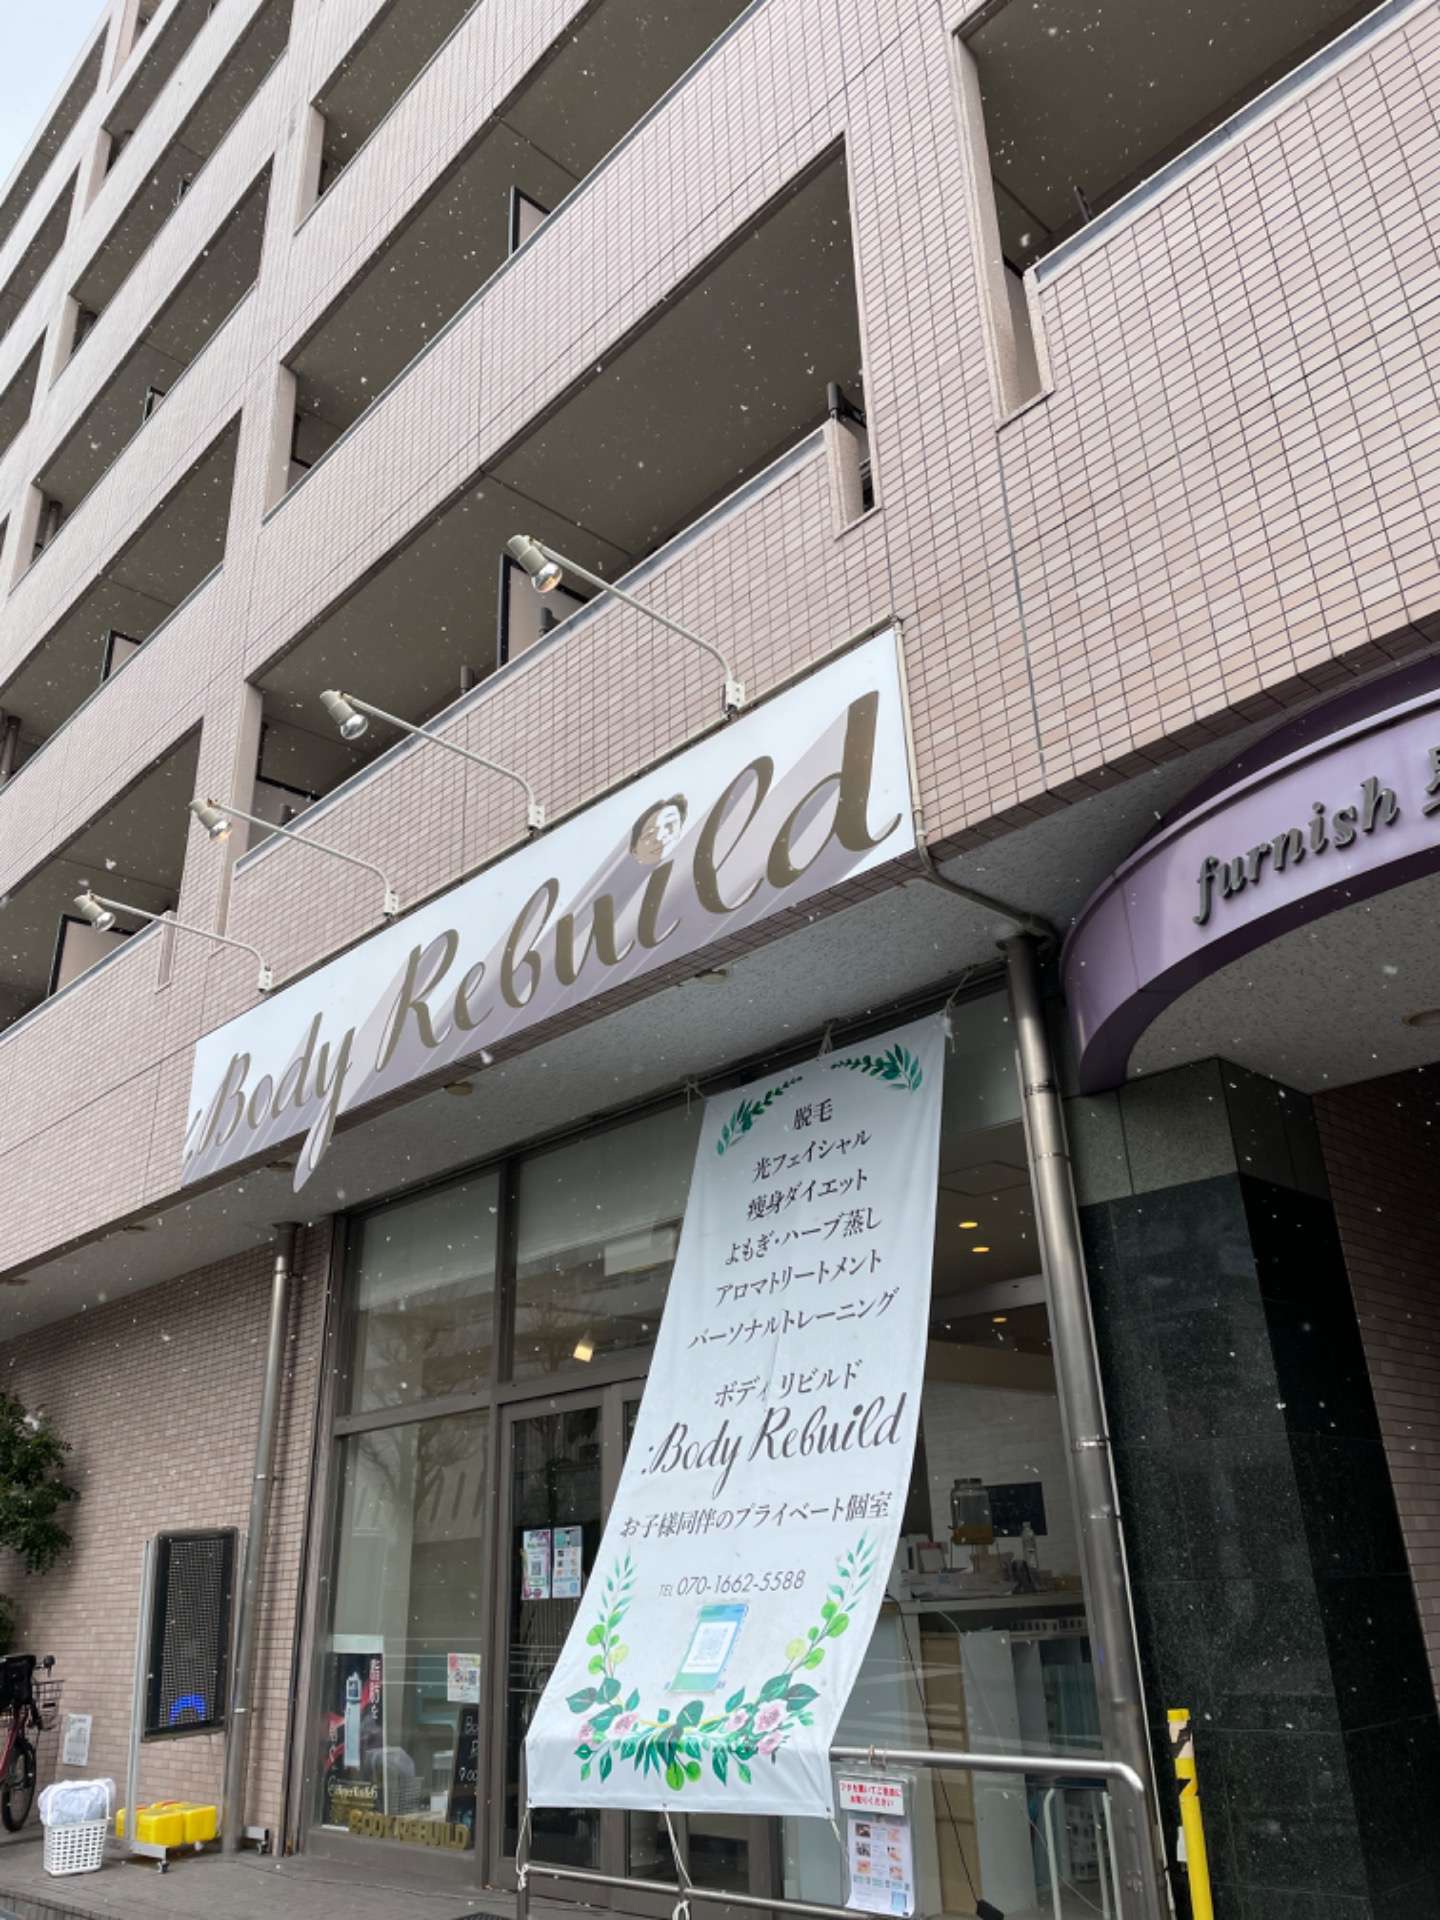 :Body Rebuild
furnish
脱毛
光フェイシャル
痩身ダイエット
よもぎ・ハーブ蒸し
アロマトリートメント
パーソナルトレーニング
ボディリビルド
:Body Rebuild
お子様同伴のプライベート個室
TEL 070-1662-5588
BODY REBUILD